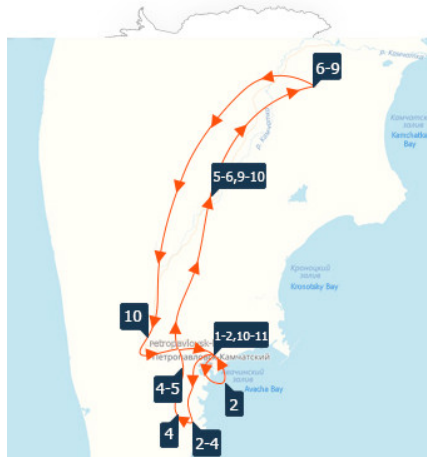 6-9
р. Камчатка
Камчатский
залив
Kamchatka
Bay
р. Камчатка
5-6,9-10
Кроноцкий
залив
Kronotsky Bay
10
1-2,10-11
Petropavlovsk-
Петропавловск-Камчатский
залив
Avacha Bay
4-5
2
4
2-4